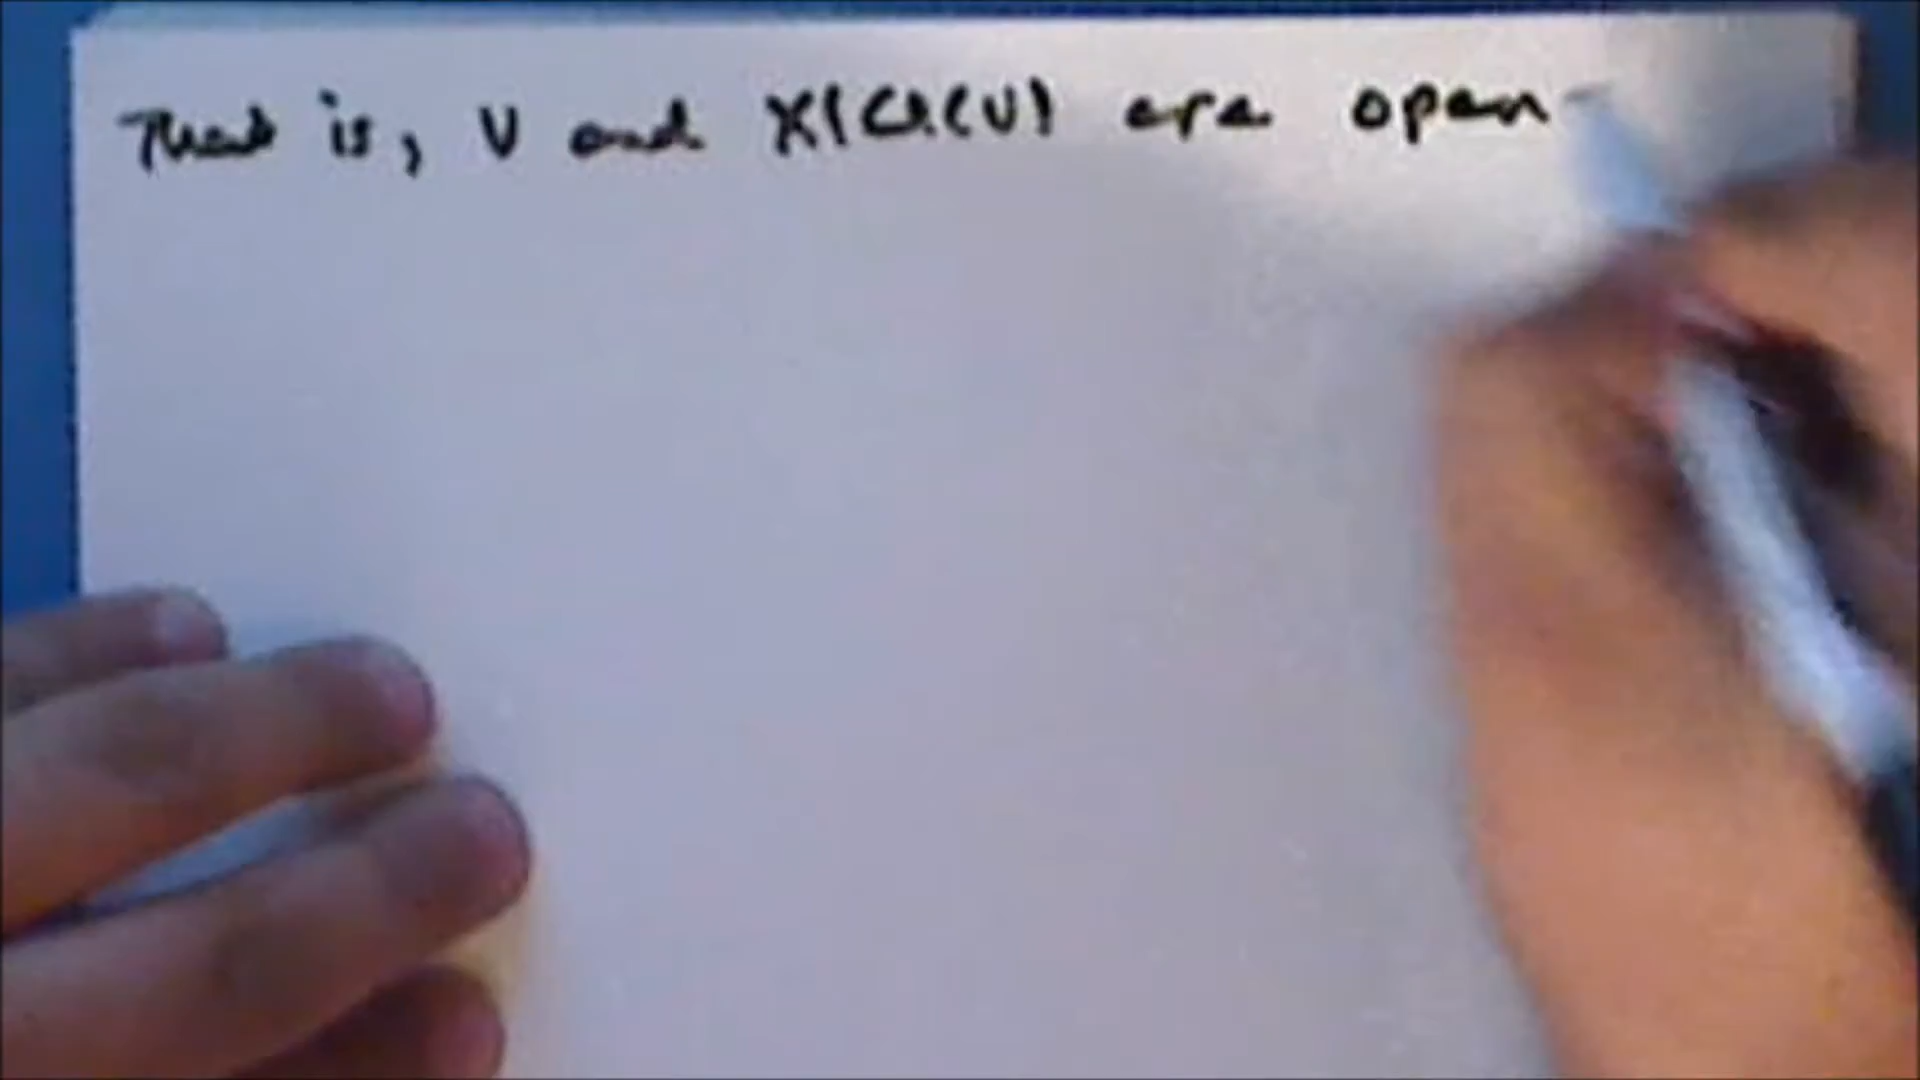 That is, U and X\Cl(U) are open